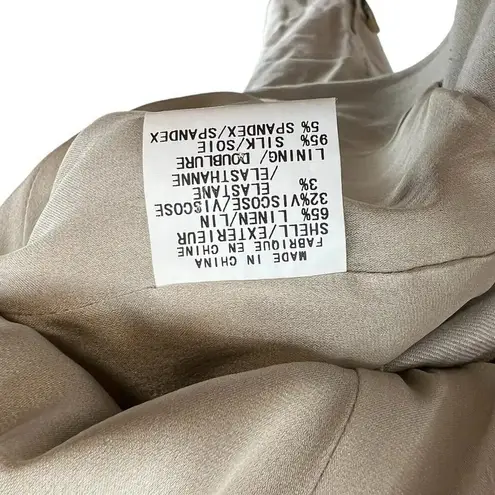 MADE IN CHINA
FABRIQUE EN CHINE
SHELL/EXTERIEUR
65% LINEN/LIN
32%VISCOSE/VISCOSE
3% ELASTANE
/ELASTHANNE
LINING/ DOUBLURE
95% SILK/SOIE
5% SPANDEX/SPANDEX